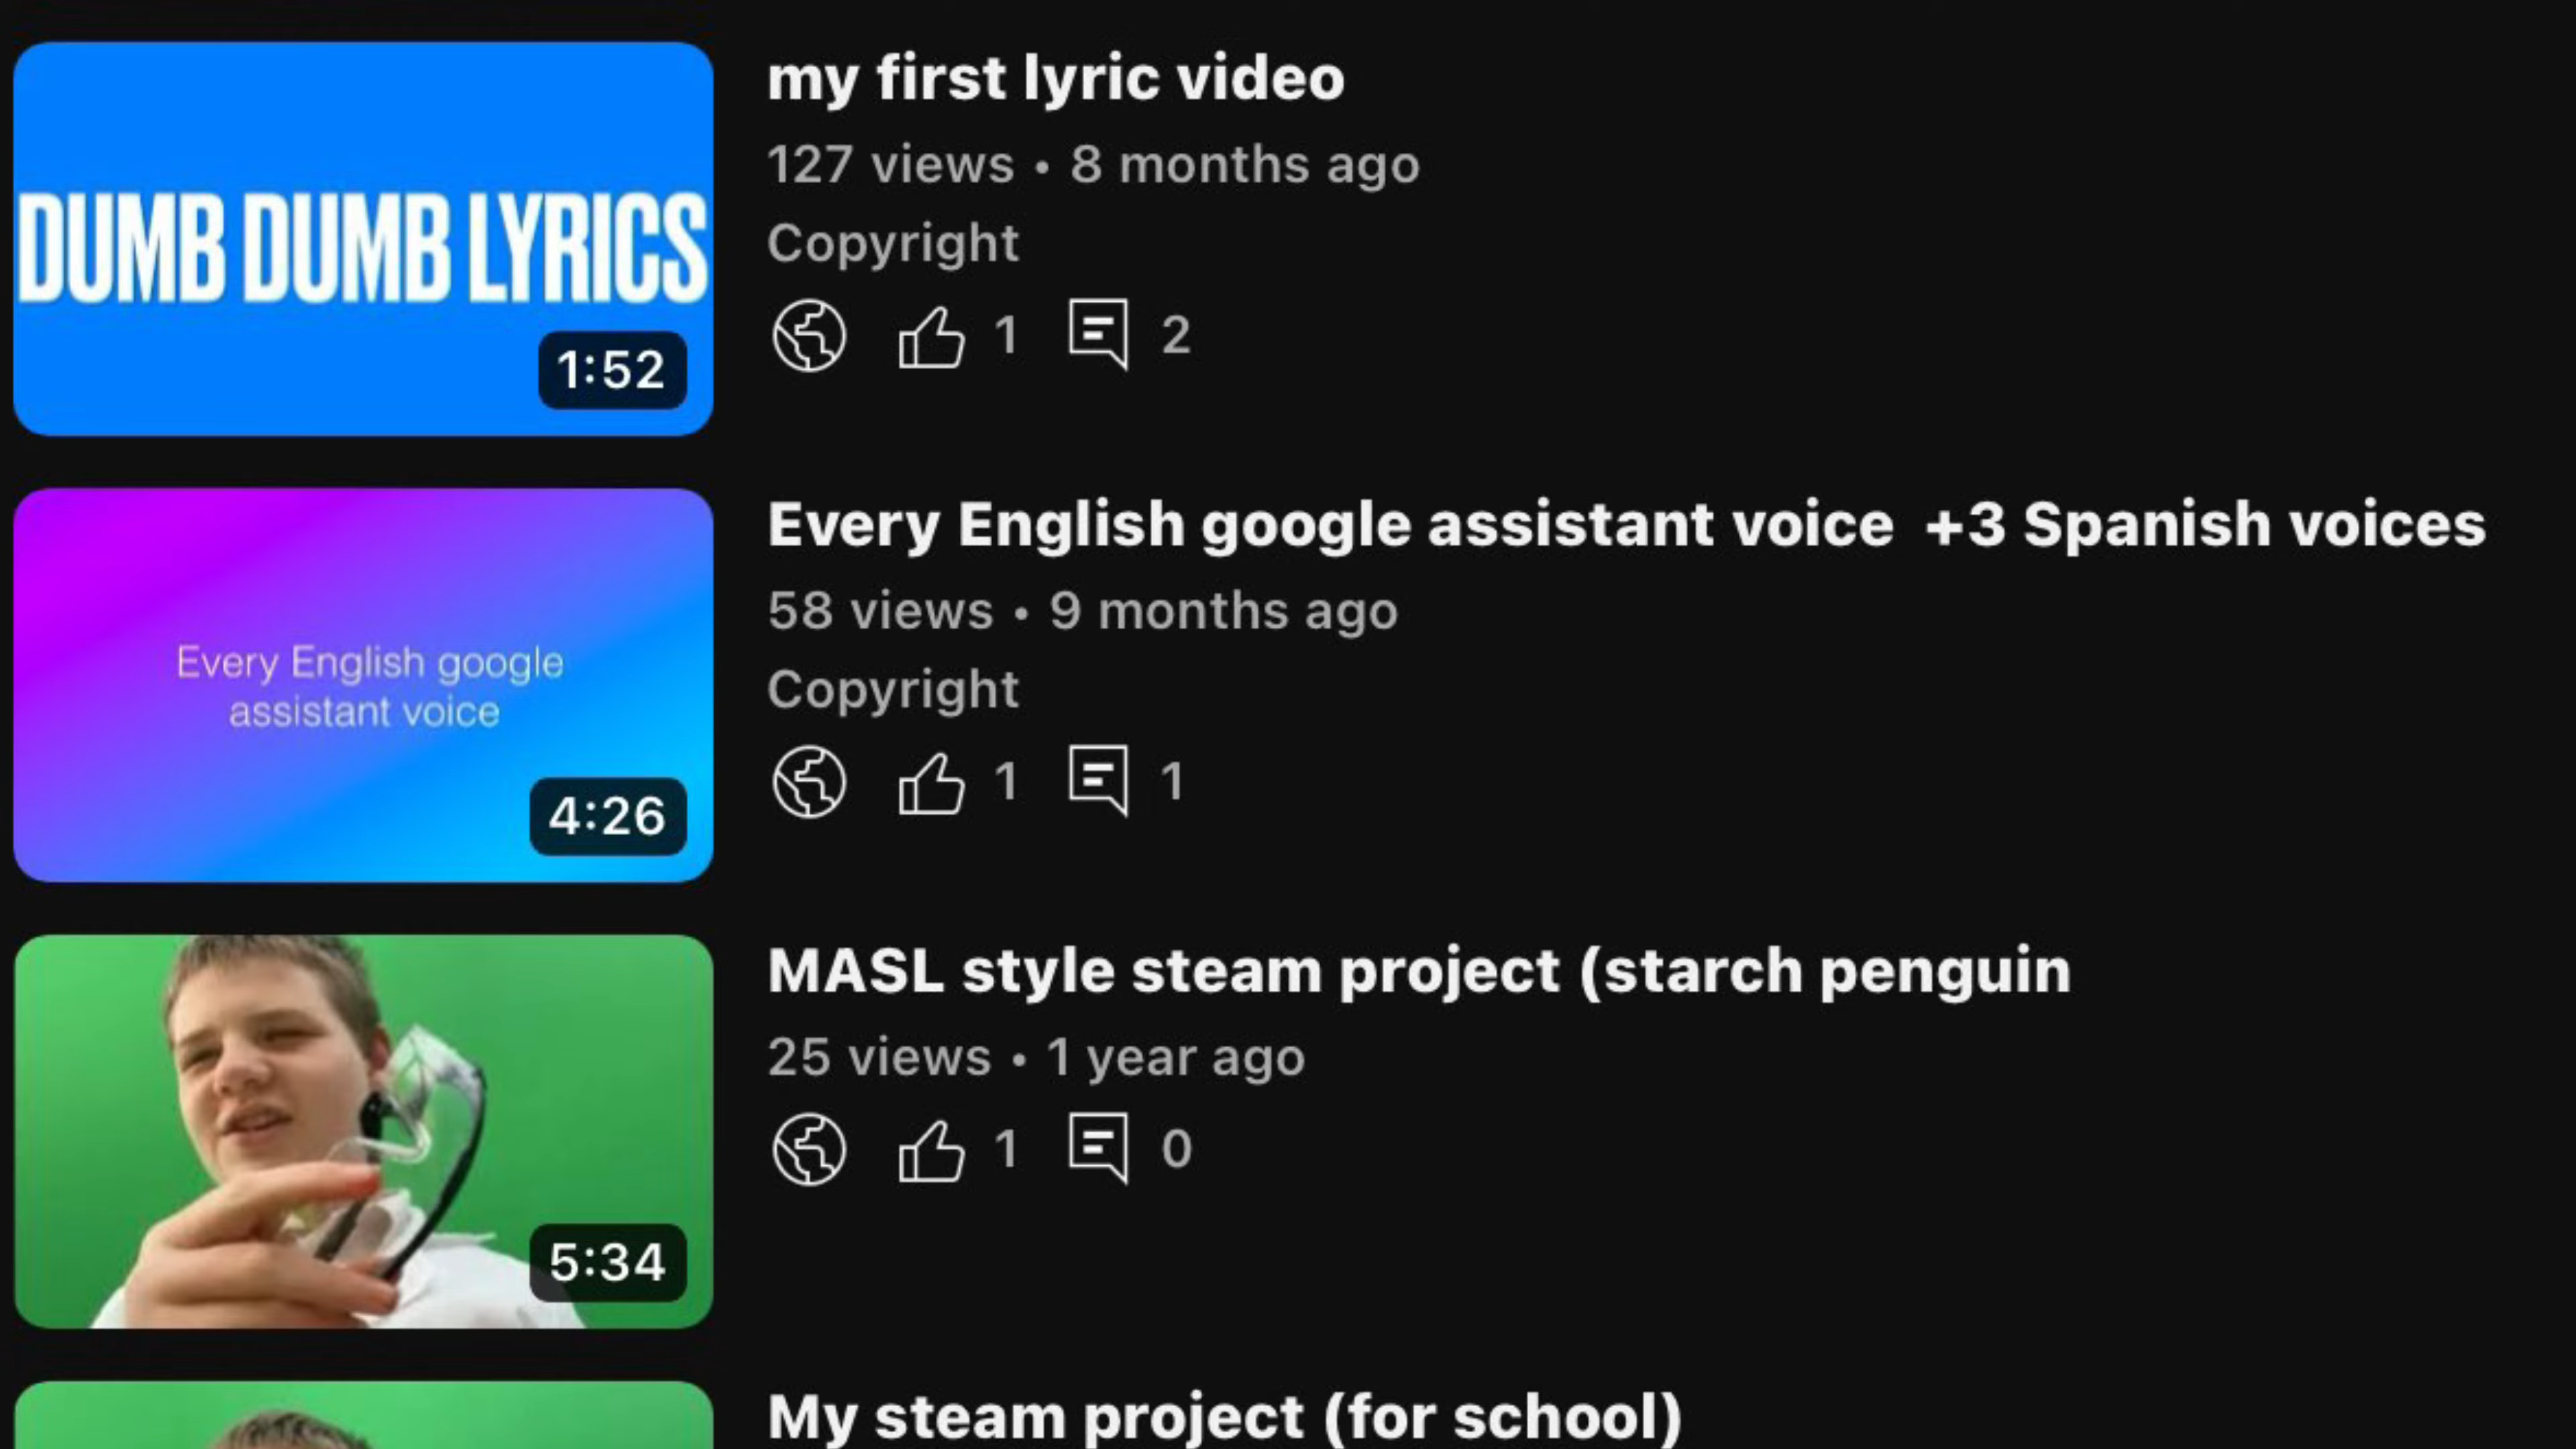 my first lyric video
127 views • 8 months ago
Copyright
1 2
DUMB DUMB LYRICS
1:52
Every English google assistant voice  +3 Spanish voices
58 views • 9 months ago
Copyright
1 1
Every English google
assistant voice
4:26
MASL style steam project (starch penguin
25 views • 1 year ago
1 0
5:34
My steam project (for school)